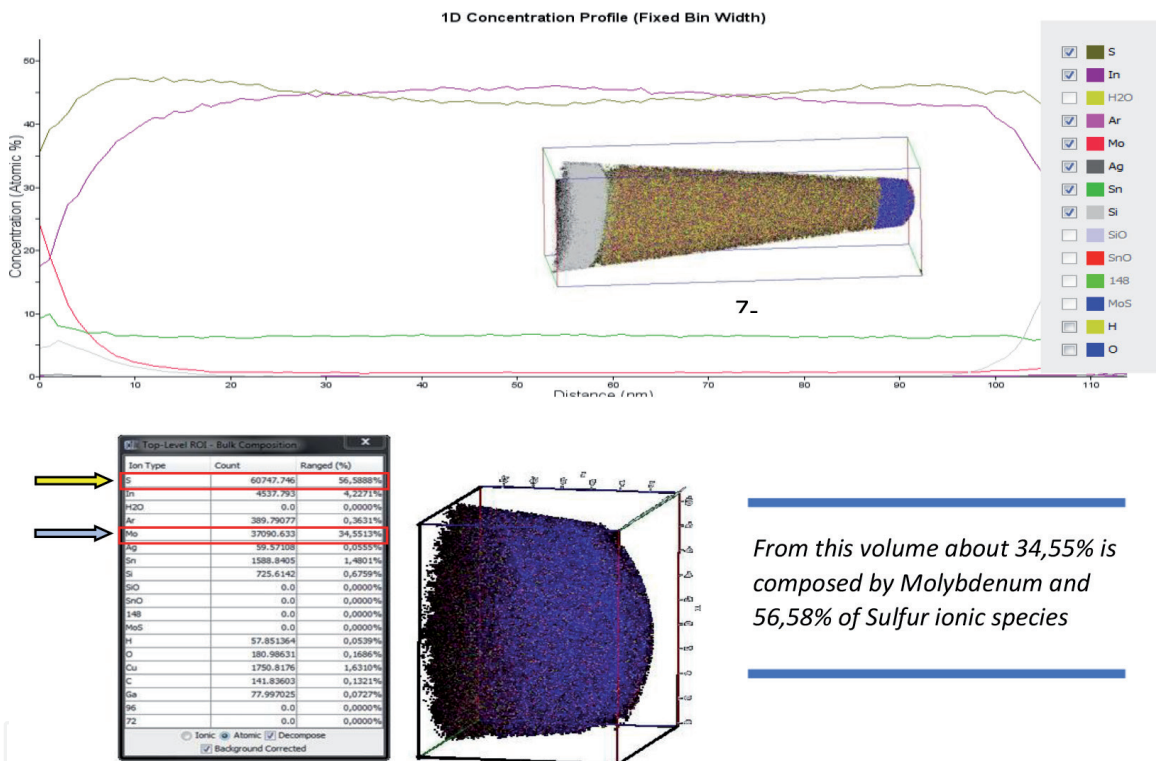 1D Concentration Profile (Fixed Bin Width)
Concentration (Atomic %)
50
40
30
20
10
0
0 10 20 30 40 50 60 70 80 90 100 110
Distance (nm)
7-
S
In
H2O
Ar
Mo
Ag
Sn
Si
SiO
SnO
148
MoS
H
O
Top-Level ROI - Bulk Composition
Ion Type Count Ranged (%)
S 60747.746 56,5888%
In 4537.793 4,2271%
H2O 0.0 0,0000%
Ar 389.79077 0,3631%
Mo 37090.633 34,5513%
Ag 59.57108 0,0555%
Sn 1588.8405 1,4801%
Si 725.6142 0,6759%
SiO 0.0 0,0000%
SnO 0.0 0,0000%
148 0.0 0,0000%
MoS 0.0 0,0000%
H 57.851364 0,0539%
O 180.98631 0,1686%
Cu 1750.8176 1,6310%
C 141.83603 0,1321%
Ga 77.997025 0,0727%
96 0.0 0,0000%
72 0.0 0,0000%
Ionic Atomic Decompose
Background Corrected
From this volume about 34,55% is
composed by Molybdenum and
56,58% of Sulfur ionic species